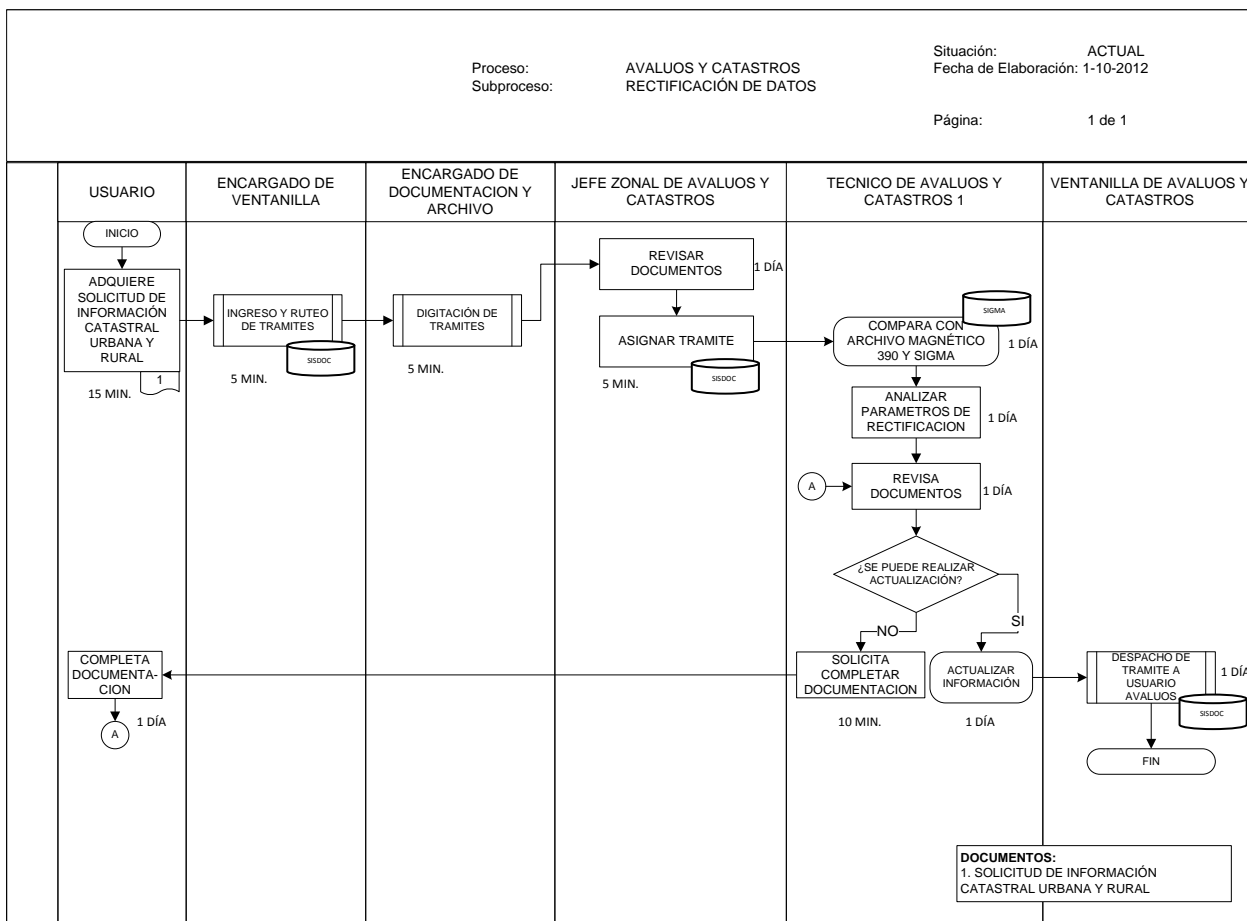 Proceso: AVALUOS Y CATASTROS
Subproceso: RECTIFICACIÓN DE DATOS
Situación: ACTUAL
Fecha de Elaboración: 1-10-2012
Página: 1 de 1
USUARIO
ENCARGADO DE
VENTANILLA
ENCARGADO DE
DOCUMENTACION Y
ARCHIVO
JEFE ZONAL DE AVALUOS Y
CATASTROS
TECNICO DE AVALUOS Y
CATASTROS 1
VENTANILLA DE AVALUOS Y
CATASTROS
INICIO
ADQUIERE
SOLICITUD DE
INFORMACIÓN
CATASTRAL
URBANA Y
RURAL
1
15 MIN.
INGRESO Y RUTEO
DE TRAMITES
SISDOC
5 MIN.
DIGITACIÓN DE
TRAMITES
5 MIN.
REVISAR
DOCUMENTOS
1 DÍA
ASIGNAR TRAMITE
SISDOC
5 MIN.
SIGMA
COMPARA CON
ARCHIVO MAGNÉTICO
390 Y SIGMA
1 DÍA
ANALIZAR
PARAMETROS DE
RECTIFICACION
1 DÍA
A
REVISA
DOCUMENTOS
1 DÍA
¿SE PUEDE REALIZAR
ACTUALIZACIÓN?
NO
SI
SOLICITA
COMPLETAR
DOCUMENTACION
10 MIN.
ACTUALIZAR
INFORMACIÓN
1 DÍA
COMPLETA
DOCUMENTA-
CION
1 DÍA
A
DESPACHO DE
TRAMITE A
USUARIO
AVALUOS
1 DÍA
SISDOC
FIN
DOCUMENTOS:
1. SOLICITUD DE INFORMACIÓN
CATASTRAL URBANA Y RURAL